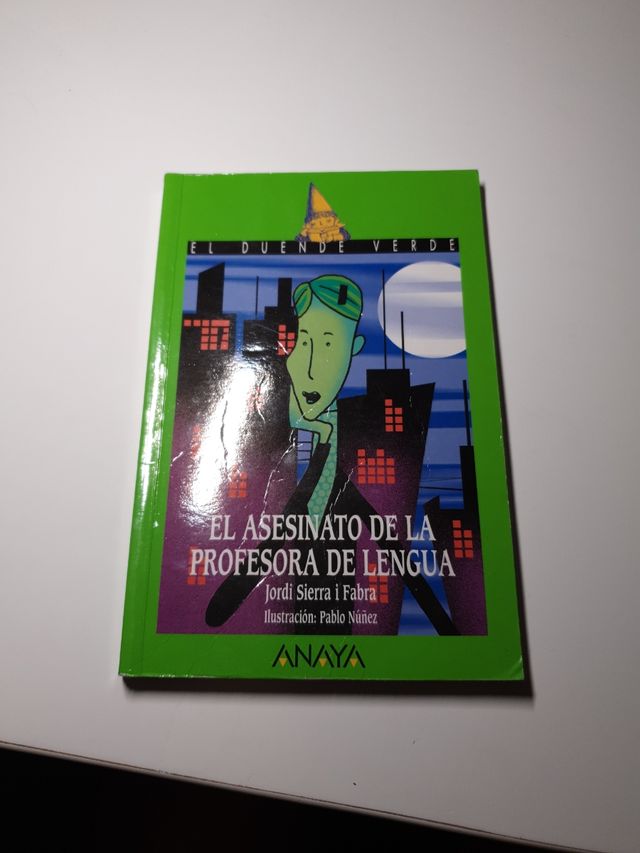 EL DUENDE VERDE
EL ASESINATO DE LA
PROFESORA DE LENGUA
Jordi Sierra i Fabra
Ilustración: Pablo Núñez
ANAYA